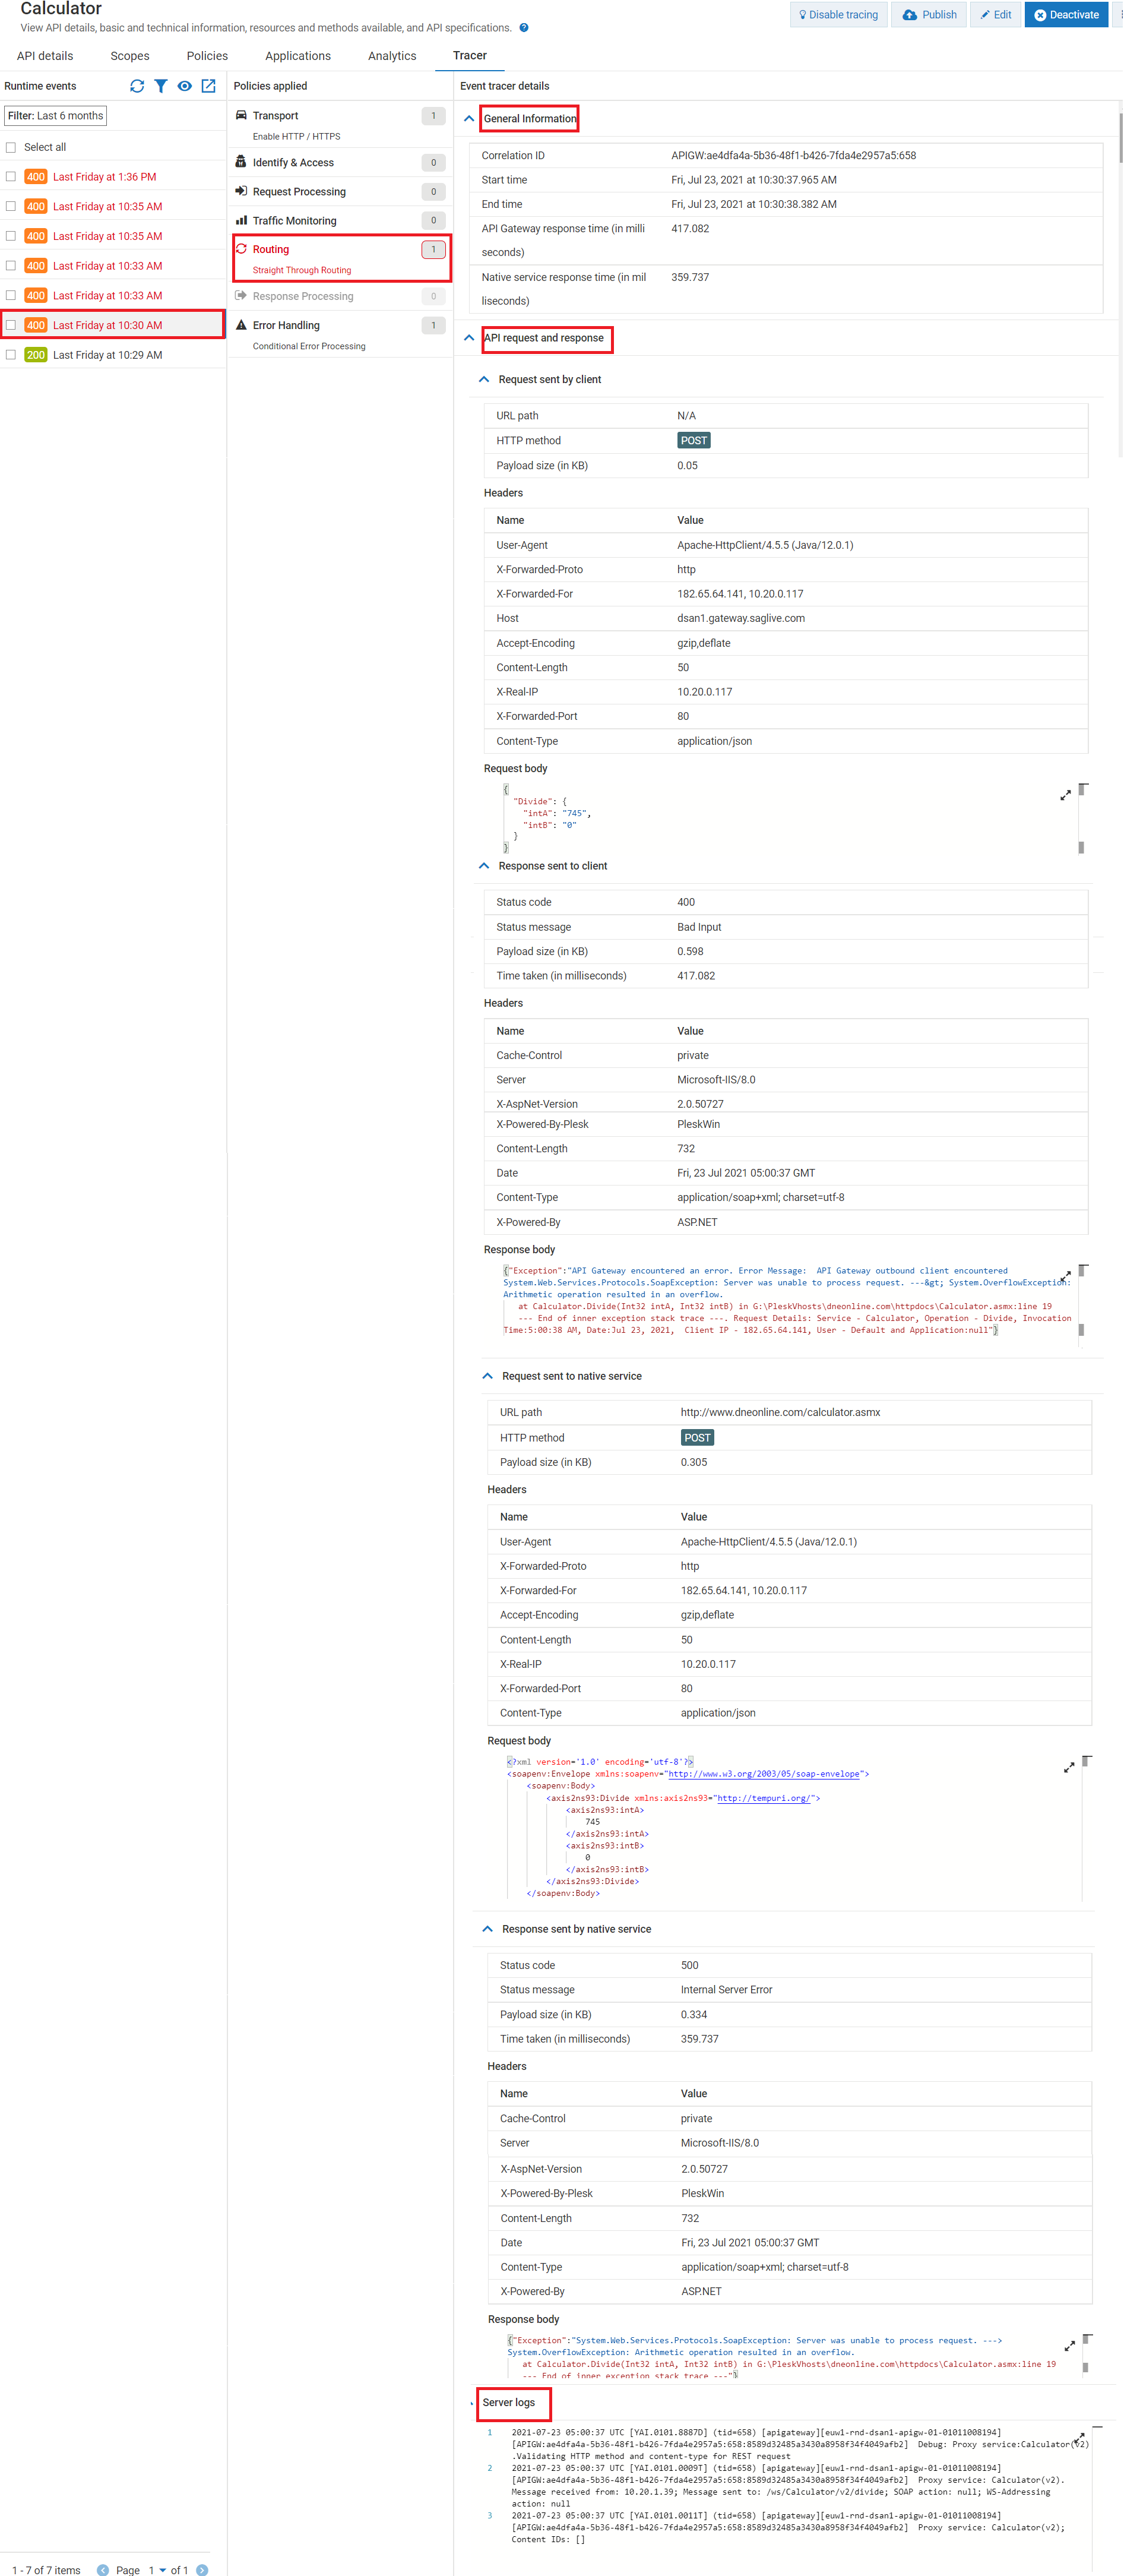 Calculator
View API details, basic and technical information, resources and methods available, and API specifications.
Disable tracing
Publish
Edit
Deactivate
API details
Scopes
Policies
Applications
Analytics
Tracer
Runtime events
Filter: Last 6 months
Select all
400 Last Friday at 1:36 PM
400 Last Friday at 10:35 AM
400 Last Friday at 10:35 AM
400 Last Friday at 10:33 AM
400 Last Friday at 10:33 AM
400 Last Friday at 10:30 AM
200 Last Friday at 10:29 AM
Policies applied
Transport 1
Enable HTTP / HTTPS
Identify & Access 0
Request Processing 0
Traffic Monitoring 0
Routing 1
Straight Through Routing
Response Processing 0
Error Handling 1
Conditional Error Processing
Event tracer details
General Information
Correlation ID APIGW:ae4dfa4a-5b36-48f1-b426-7fda4e2957a5:658
Start time Fri, Jul 23, 2021 at 10:30:37.965 AM
End time Fri, Jul 23, 2021 at 10:30:38.382 AM
API Gateway response time (in milli 417.082
seconds)
Native service response time (in mil 359.737
liseconds)
API request and response
Request sent by client
URL path N/A
HTTP method POST
Payload size (in KB) 0.05
Headers
Name Value
User-Agent Apache-HttpClient/4.5.5 (Java/12.0.1)
X-Forwarded-Proto http
X-Forwarded-For 182.65.64.141, 10.20.0.117
Host dsan1.gateway.saglive.com
Accept-Encoding gzip,deflate
Content-Length 50
X-Real-IP 10.20.0.117
X-Forwarded-Port 80
Content-Type application/json
Request body
{
"Divide": {
"intA": "745",
"intB": "0"
}
}
Response sent to client
Status code 400
Status message Bad Input
Payload size (in KB) 0.598
Time taken (in milliseconds) 417.082
Headers
Name Value
Cache-Control private
Server Microsoft-IIS/8.0
X-AspNet-Version 2.0.50727
X-Powered-By-Plesk PleskWin
Content-Length 732
Date Fri, 23 Jul 2021 05:00:37 GMT
Content-Type application/soap+xml; charset=utf-8
X-Powered-By ASP.NET
Response body
{"Exception":"API Gateway encountered an error. Error Message:  API Gateway outbound client encountered
System.Web.Services.Protocols.SoapException: Server was unable to process request. ---&gt; System.OverflowException:
Arithmetic operation resulted in an overflow.
at Calculator.Divide(Int32 intA, Int32 intB) in G:\PleskVhosts\dneonline.com\httpdocs\Calculator.asmx:line 19
--- End of inner exception stack trace ---. Request Details: Service - Calculator, Operation - Divide, Invocation
Time:5:00:38 AM, Date:Jul 23, 2021,  Client IP - 182.65.64.141, User - Default and Application:null"}
Request sent to native service
URL path http://www.dneonline.com/calculator.asmx
HTTP method POST
Payload size (in KB) 0.305
Headers
Name Value
User-Agent Apache-HttpClient/4.5.5 (Java/12.0.1)
X-Forwarded-Proto http
X-Forwarded-For 182.65.64.141, 10.20.0.117
Accept-Encoding gzip,deflate
Content-Length 50
X-Real-IP 10.20.0.117
X-Forwarded-Port 80
Content-Type application/json
Request body
<?xml version='1.0' encoding='utf-8'?>
<soapenv:Envelope xmlns:soapenv="http://www.w3.org/2003/05/soap-envelope">
<soapenv:Body>
<axis2ns93:Divide xmlns:axis2ns93="http://tempuri.org/">
<axis2ns93:intA>
745
</axis2ns93:intA>
<axis2ns93:intB>
0
</axis2ns93:intB>
</axis2ns93:Divide>
</soapenv:Body>
Response sent by native service
Status code 500
Status message Internal Server Error
Payload size (in KB) 0.334
Time taken (in milliseconds) 359.737
Headers
Name Value
Cache-Control private
Server Microsoft-IIS/8.0
X-AspNet-Version 2.0.50727
X-Powered-By-Plesk PleskWin
Content-Length 732
Date Fri, 23 Jul 2021 05:00:37 GMT
Content-Type application/soap+xml; charset=utf-8
X-Powered-By ASP.NET
Response body
{"Exception":"System.Web.Services.Protocols.SoapException: Server was unable to process request. --->
System.OverflowException: Arithmetic operation resulted in an overflow.
at Calculator.Divide(Int32 intA, Int32 intB) in G:\PleskVhosts\dneonline.com\httpdocs\Calculator.asmx:line 19
--- End of inner exception stack trace ---"}
Server logs
1 2021-07-23 05:00:37 UTC [YAI.0101.8887D] (tid=658) [apigateway][euw1-rnd-dsan1-apigw-01-01011008194]
[APIGW:ae4dfa4a-5b36-48f1-b426-7fda4e2957a5:658:8589d32485a3430a8958f34f4049afb2]  Debug: Proxy service:Calculator(v2)
.Validating HTTP method and content-type for REST request
2 2021-07-23 05:00:37 UTC [YAI.0101.0009T] (tid=658) [apigateway][euw1-rnd-dsan1-apigw-01-01011008194]
[APIGW:ae4dfa4a-5b36-48f1-b426-7fda4e2957a5:658:8589d32485a3430a8958f34f4049afb2]  Proxy service: Calculator(v2).
Message received from: 10.20.1.39; Message sent to: /ws/Calculator/v2/divide; SOAP action: null; WS-Addressing
action: null
3 2021-07-23 05:00:37 UTC [YAI.0101.0011T] (tid=658) [apigateway][euw1-rnd-dsan1-apigw-01-01011008194]
[APIGW:ae4dfa4a-5b36-48f1-b426-7fda4e2957a5:658:8589d32485a3430a8958f34f4049afb2]  Proxy service: Calculator(v2);
Content IDs: []
1 - 7 of 7 items Page 1 of 1